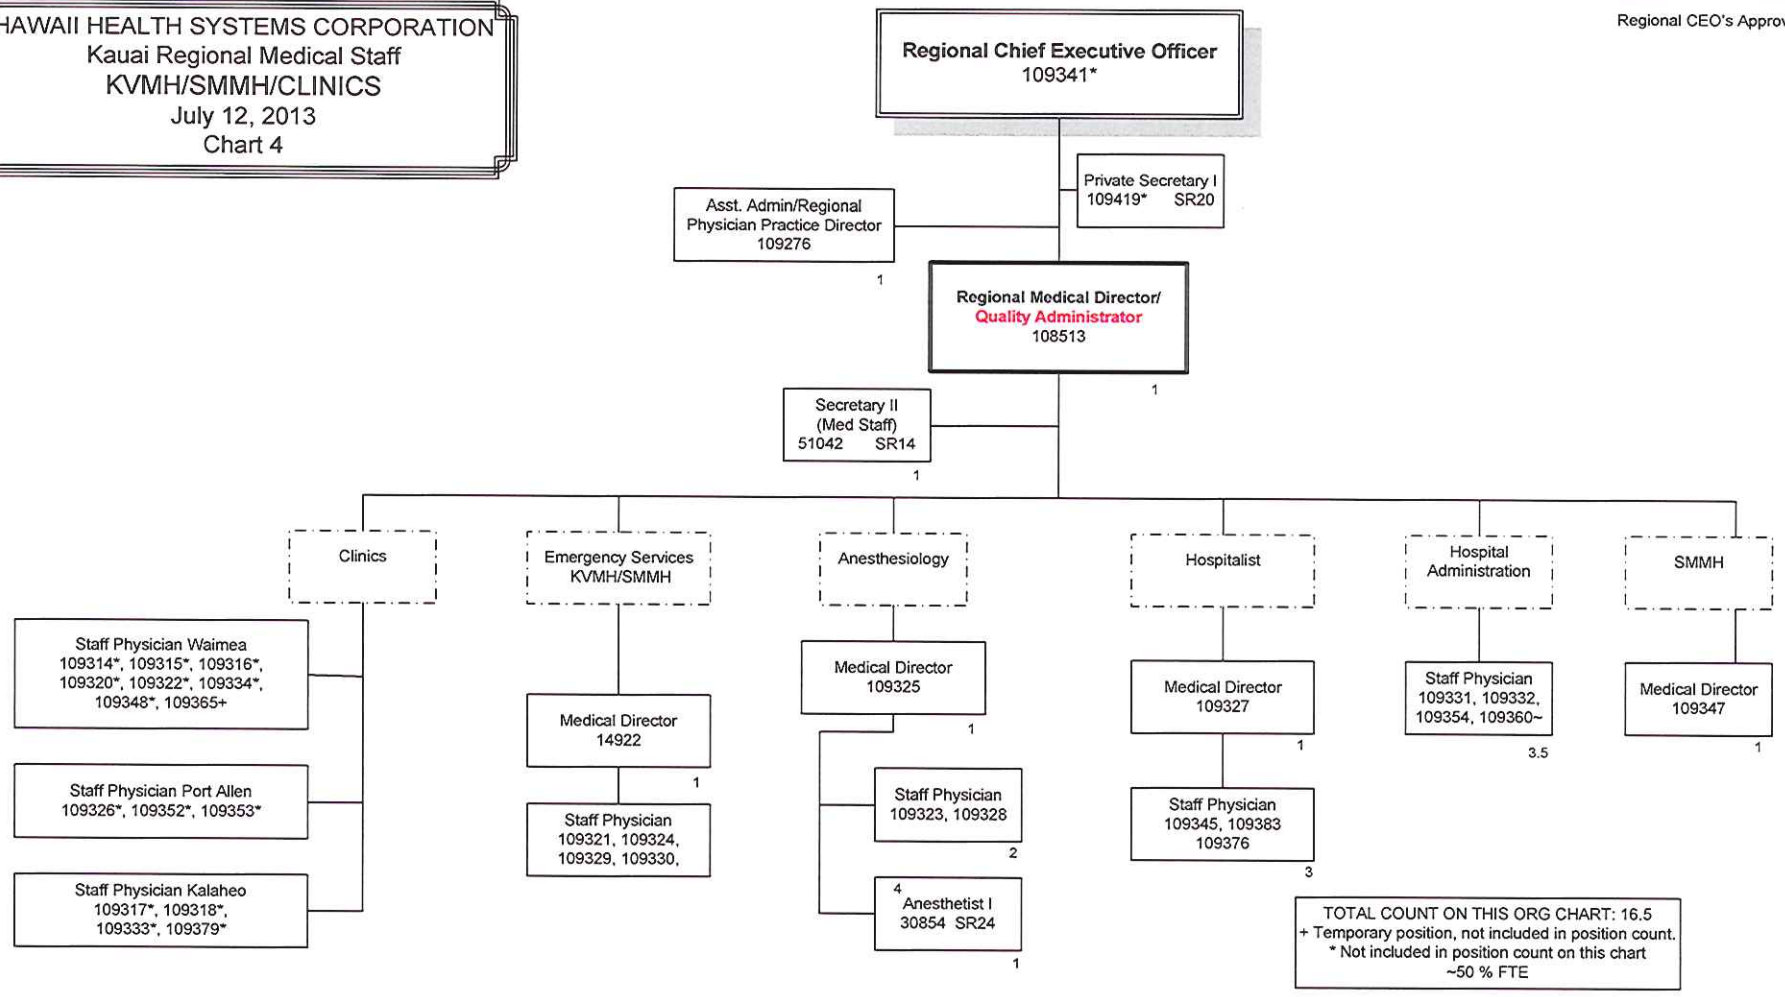 HAWAII HEALTH SYSTEMS CORPORATION
Kauai Regional Medical Staff
KVMH/SMMH/CLINICS
July 12, 2013
Chart 4
Regional CEO's Approv
Regional Chief Executive Officer
109341*
Private Secretary I
109419* SR20
Asst. Admin/Regional
Physician Practice Director
109276
1
Regional Medical Director/
Quality Administrator
108513
1
Secretary II
(Med Staff)
51042 SR14
1
Clinics
Staff Physician Waimea
109314*, 109315*, 109316*,
109320*, 109322*, 109334*,
109348*, 109365+
Staff Physician Port Allen
109326*, 109352*, 109353*
Staff Physician Kalaheo
109317*, 109318*,
109333*, 109379*
Emergency Services
KVMH/SMMH
Medical Director
14922
1
Staff Physician
109321, 109324,
109329, 109330,
4
Anesthesiology
Medical Director
109325
1
Staff Physician
109323, 109328
2
Anesthetist I
30854 SR24
1
Hospitalist
Medical Director
109327
1
Staff Physician
109345, 109383
109376
3
Hospital
Administration
Staff Physician
109331, 109332,
109354, 109360~
3.5
SMMH
Medical Director
109347
1
TOTAL COUNT ON THIS ORG CHART: 16.5
+ Temporary position, not included in position count.
* Not included in position count on this chart
~50 % FTE